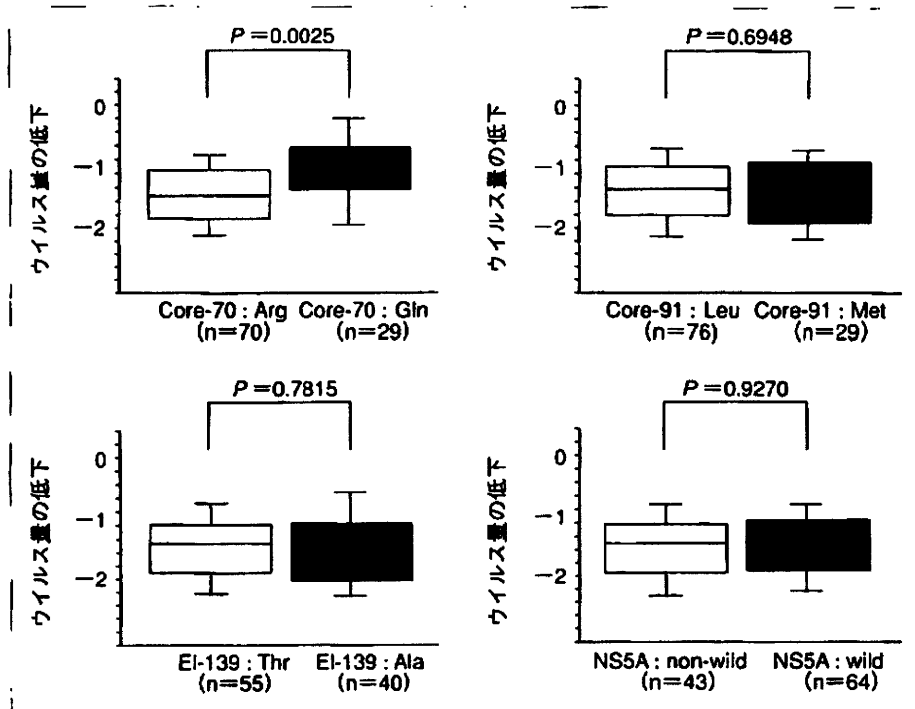 P=0.0025
ウイルス量の低下
0
−1
−2
Core-70 : Arg
(n=70)
Core-70 : Gln
(n=29)
P=0.6948
ウイルス量の低下
0
−1
−2
Core-91 : Leu
(n=76)
Core-91 : Met
(n=29)
P=0.7815
ウイルス量の低下
0
−1
−2
El-139 : Thr
(n=55)
El-139 : Ala
(n=40)
P=0.9270
ウイルス量の低下
0
−1
−2
NS5A : non-wild
(n=43)
NS5A : wild
(n=64)